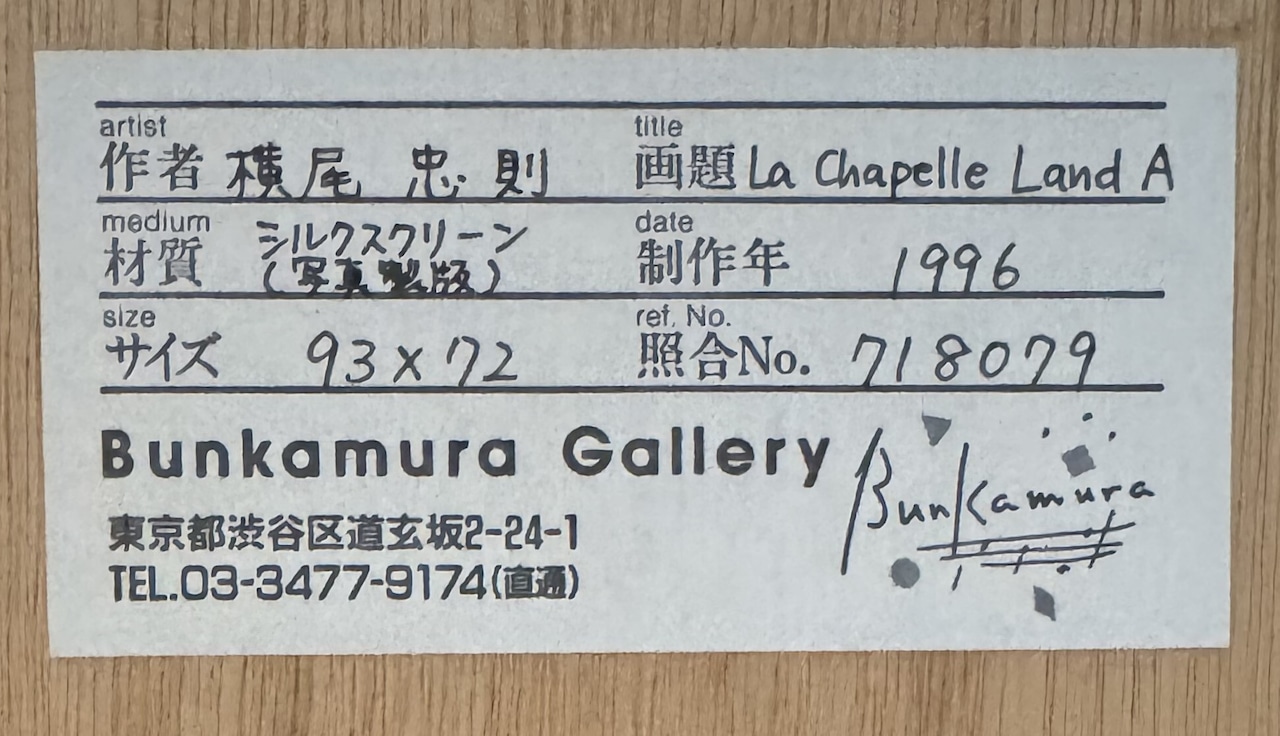 artist title
作者 横尾 忠則 画題 La Chapelle Land A
medium date
材質 シルクスクリーン (写真製版) 制作年 1996
size ref. No.
サイズ 93×72 照合No. 718079
Bunkamura Gallery
Bunkamura
東京都渋谷区道玄坂2-24-1
TEL.03-3477-9174(直通)